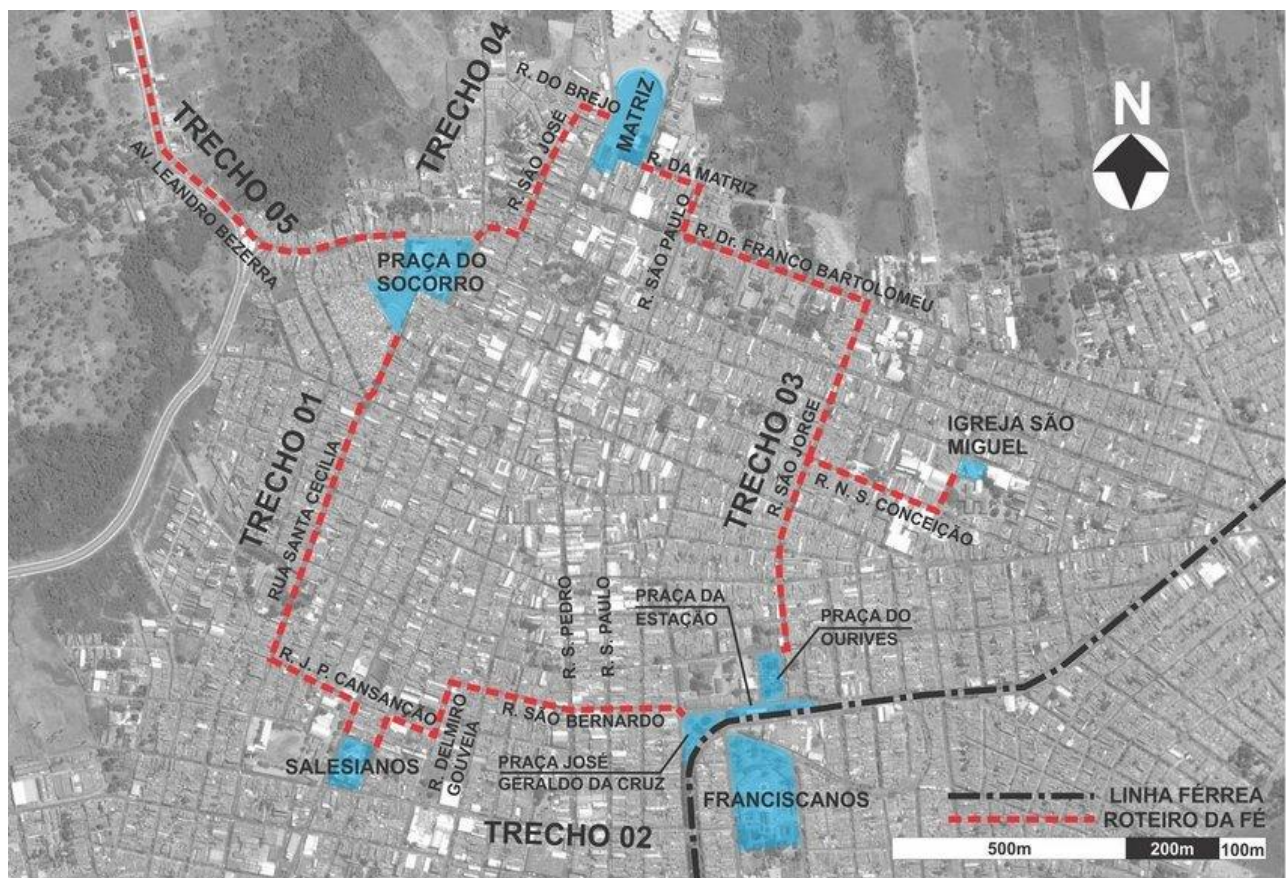 TRECHO 04
R. DO BREJO
MATRIZ
N
TRECHO 05
R. SÃO JOSÉ
R. DA MATRIZ
AV. LEANDRO BEZERRA
R. SÃO PAULO
R. Dr. FRANCO BARTOLOMEU
PRAÇA DO
SOCORRO
TRECHO 01
RUA SANTA CECÍLIA
TRECHO 03
R. SÃO JORGE
IGREJA SÃO
MIGUEL
R. N. S. CONCEIÇÃO
R. S. PEDRO
R. S. PAULO
PRAÇA DA
ESTAÇÃO
PRAÇA DO
OURIVES
R. J. P. CANSANÇÃO
R. DELMIRO
GOUVEIA
R. SÃO BERNARDO
SALESIANOS
PRAÇA JOSÉ
GERALDO DA CRUZ
FRANCISCANOS
TRECHO 02
LINHA FÉRREA
ROTEIRO DA FÉ
500m
200m
100m